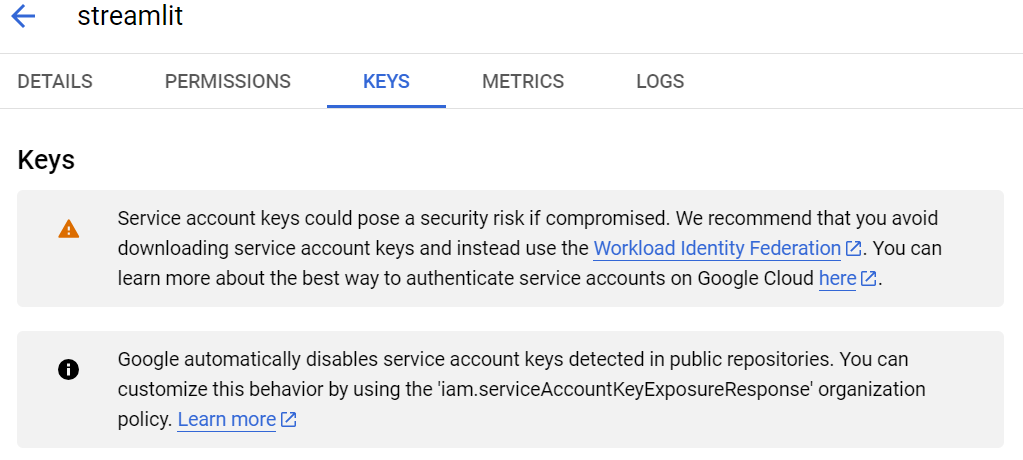 streamlit
DETAILS PERMISSIONS KEYS METRICS LOGS
Keys
Service account keys could pose a security risk if compromised. We recommend that you avoid
downloading service account keys and instead use the Workload Identity Federation. You can
learn more about the best way to authenticate service accounts on Google Cloud here.
Google automatically disables service account keys detected in public repositories. You can
customize this behavior by using the 'iam.serviceAccountKeyExposureResponse' organization
policy. Learn more